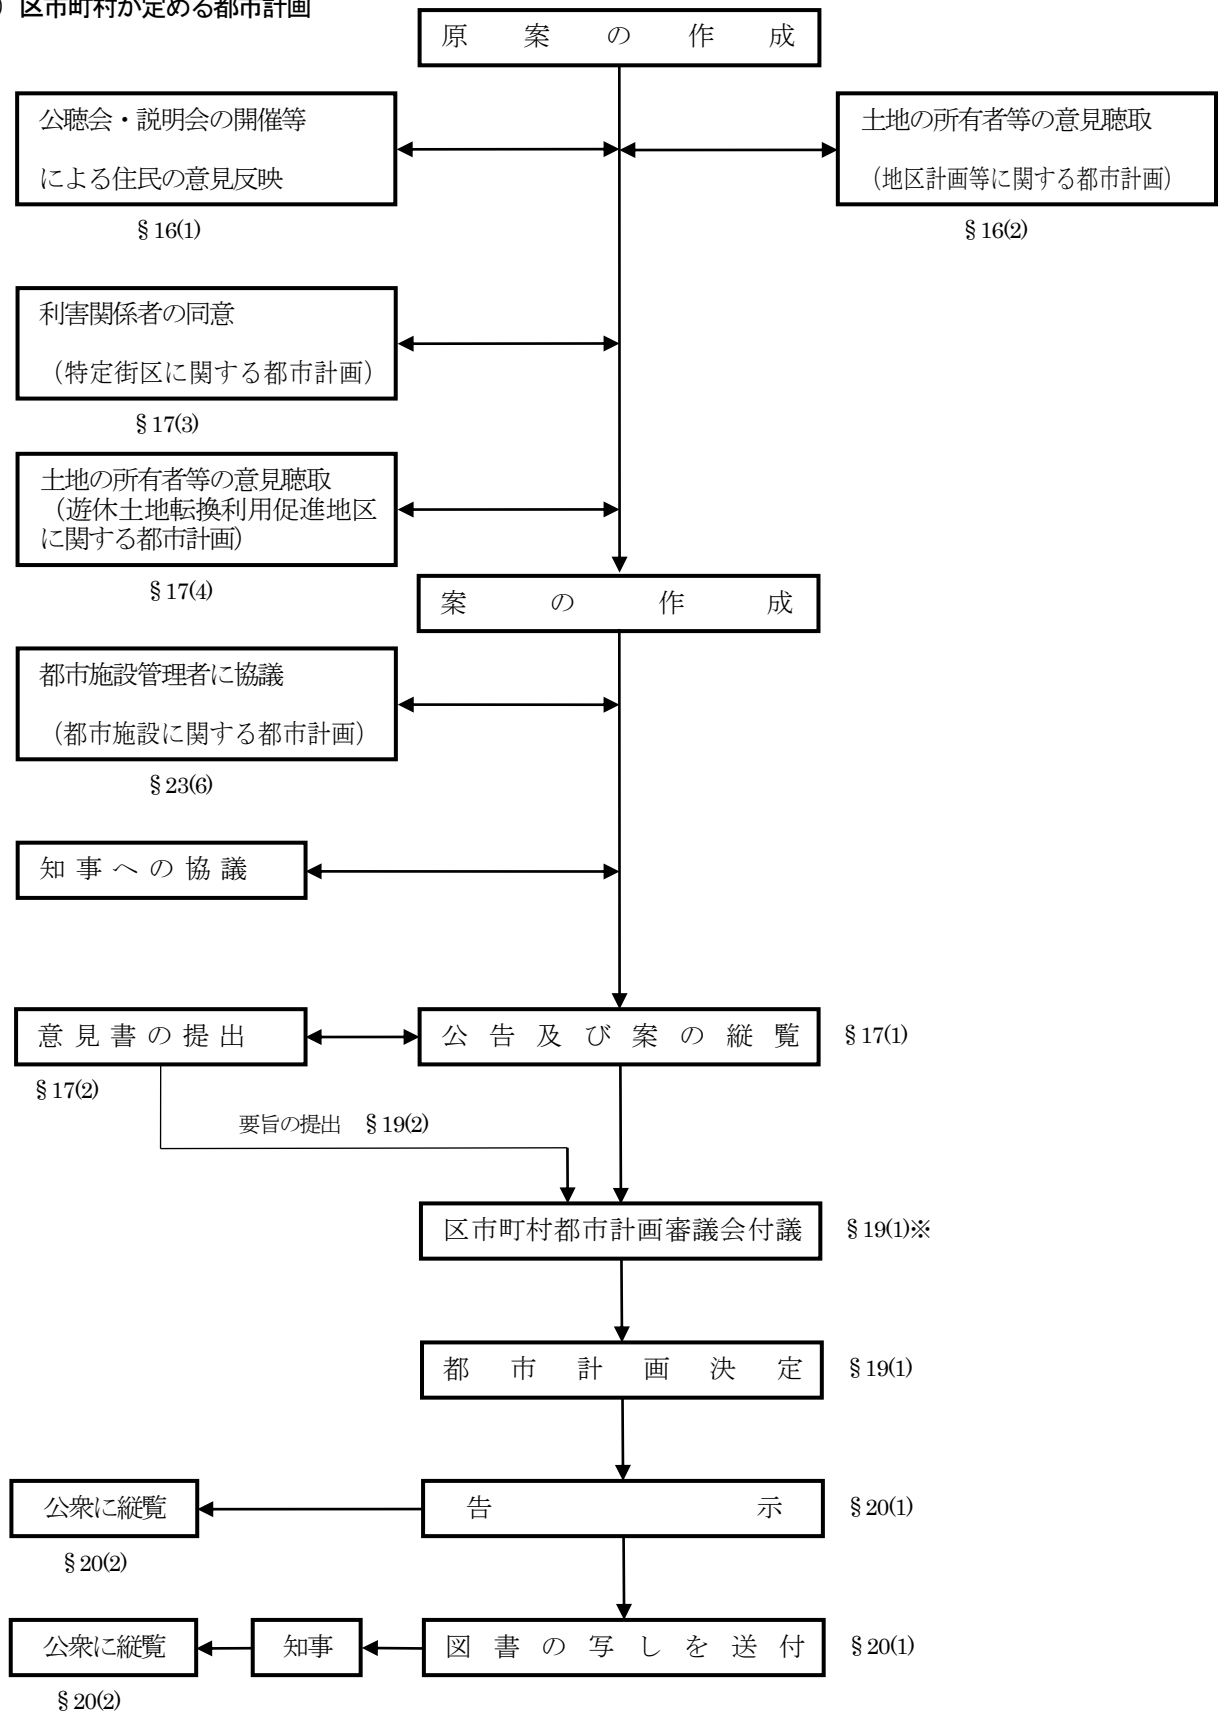 ) 区市町村が定める都市計画
原案の作成
公聴会・説明会の開催等
による住民の意見反映
§16(1)
土地の所有者等の意見聴取
（地区計画等に関する都市計画）
§16(2)
利害関係者の同意
（特定街区に関する都市計画）
§17(3)
土地の所有者等の意見聴取
（遊休土地転換利用促進地区
に関する都市計画）
§17(4)
案の作成
都市施設管理者に協議
（都市施設に関する都市計画）
§23(6)
知事への協議
意見書の提出
§17(2)
公告及び案の縦覧
§17(1)
要旨の提出 §19(2)
区市町村都市計画審議会付議
§19(1)※
都市計画決定
§19(1)
公衆に縦覧
§20(2)
告示
§20(1)
公衆に縦覧
§20(2)
知事
図書の写しを送付
§20(1)